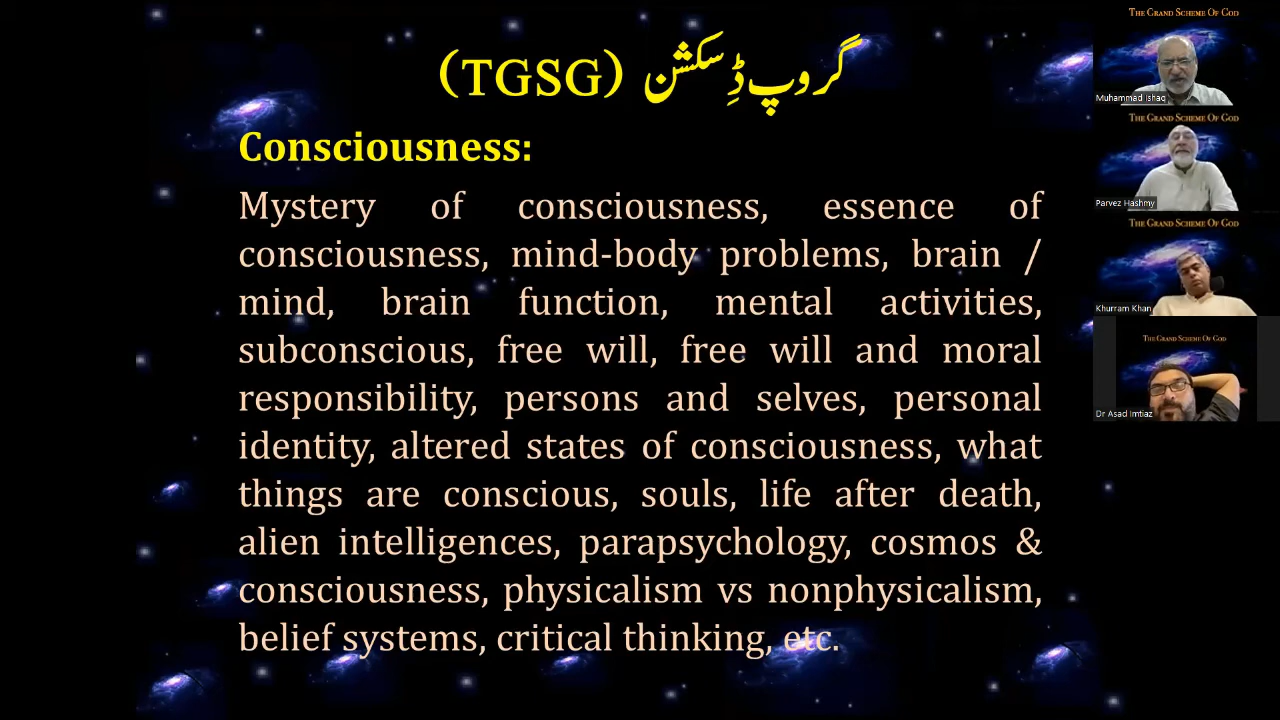 گروپ ڈِسکشن (TGSG)
Consciousness:
Mystery of consciousness, essence of
consciousness, mind-body problems, brain /
mind, brain function, mental activities,
subconscious, free will, free will and moral
responsibility, persons and selves, personal
identity, altered states of consciousness, what
things are conscious, souls, life after death,
alien intelligences, parapsychology, cosmos &
consciousness, physicalism vs nonphysicalism,
belief systems, critical thinking, etc.
The Grand Scheme Of God
Muhammad Ishaq
The Grand Scheme Of God
Parvez Hashmy
The Grand Scheme Of God
Khurram Khan
The Grand Scheme Of God
Dr Asad Imtiaz